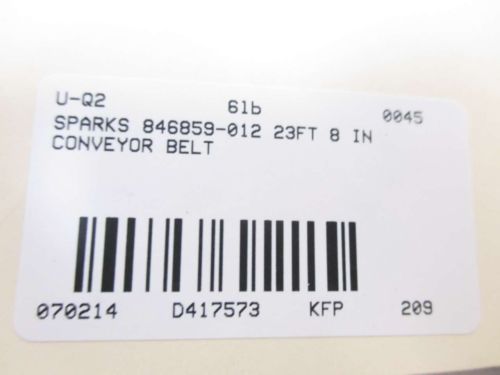 U-Q2 61b 0045
SPARKS 846859-012 23FT 8 IN
CONVEYOR BELT
070214 D417573 KFP 209